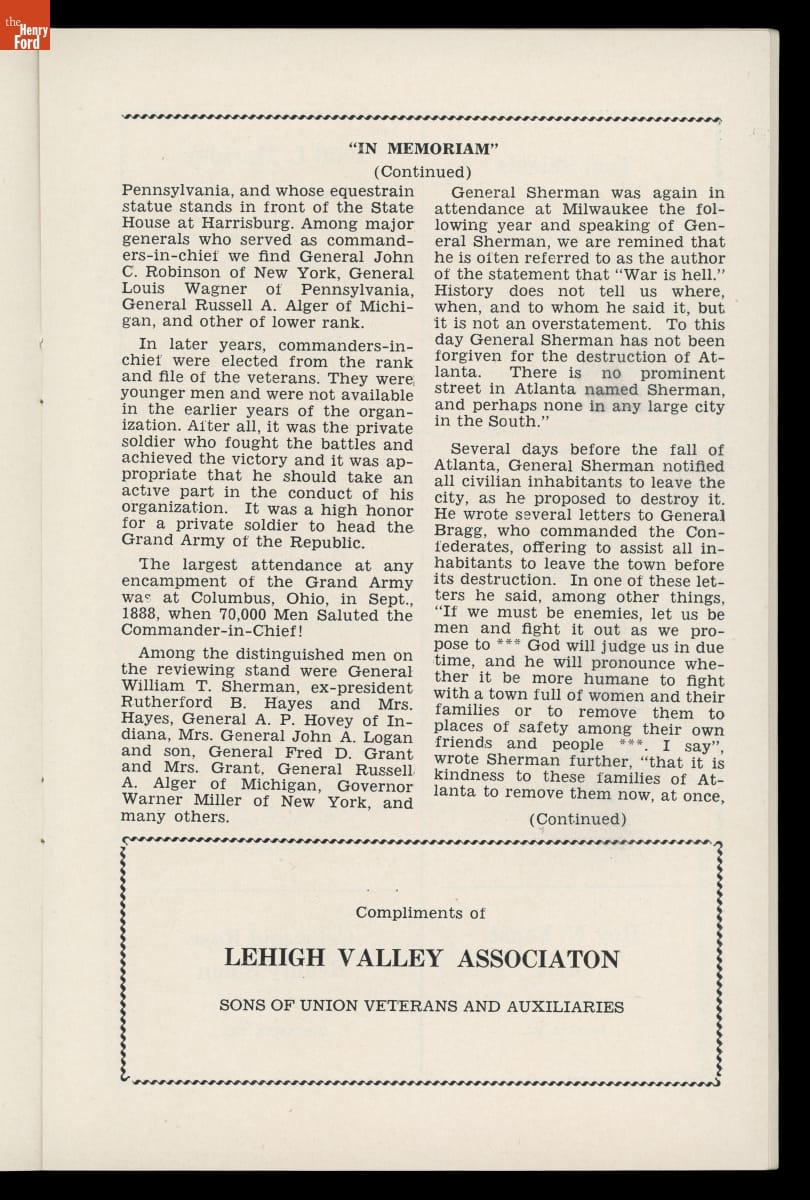 the
Henry
Ford
"IN MEMORIAM"
(Continued)
Pennsylvania, and whose equestrain
statue stands in front of the State
House at Harrisburg. Among major
generals who served as command-
ers-in-chief we find General John
C. Robinson of New York, General
Louis Wagner of Pennsylvania,
General Russell A. Alger of Michi-
gan, and other of lower rank.
In later years, commanders-in-
chief were elected from the rank
and file of the veterans. They were
younger men and were not available
in the earlier years of the organ-
ization. After all, it was the private
soldier who fought the battles and
achieved the victory and it was ap-
propriate that he should take an
active part in the conduct of his
organization. It was a high honor
for a private soldier to head the
Grand Army of the Republic.
The largest attendance at any
encampment of the Grand Army
was at Columbus, Ohio, in Sept.,
1888, when 70,000 Men Saluted the
Commander-in-Chief!
Among the distinguished men on
the reviewing stand were General
William T. Sherman, ex-president
Rutherford B. Hayes and Mrs.
Hayes, General A. P. Hovey of In-
diana, Mrs. General John A. Logan
and son, General Fred D. Grant
and Mrs. Grant, General Russell
A. Alger of Michigan, Governor
Warner Miller of New York, and
many others.
General Sherman was again in
attendance at Milwaukee the fol-
lowing year and speaking of Gen-
eral Sherman, we are remined that
he is often referred to as the author
of the statement that "War is hell."
History does not tell us where,
when, and to whom he said it, but
it is not an overstatement. To this
day General Sherman has not been
forgiven for the destruction of At-
lanta. There is no prominent
street in Atlanta named Sherman,
and perhaps none in any large city
in the South."
Several days before the fall of
Atlanta, General Sherman notified
all civilian inhabitants to leave the
city, as he proposed to destroy it.
He wrote several letters to General
Bragg, who commanded the Con-
federates, offering to assist all in-
habitants to leave the town before
its destruction. In one of these let-
ters he said, among other things,
"If we must be enemies, let us be
men and fight it out as we pro-
pose to *** God will judge us in due
time, and he will pronounce whe-
ther it be more humane to fight
with a town full of women and their
families or to remove them to
places of safety among their own
friends and people ***. I say",
wrote Sherman further, "that it is
kindness to these families of At-
lanta to remove them now, at once,
(Continued)
Compliments of
LEHIGH VALLEY ASSOCIATON
SONS OF UNION VETERANS AND AUXILIARIES